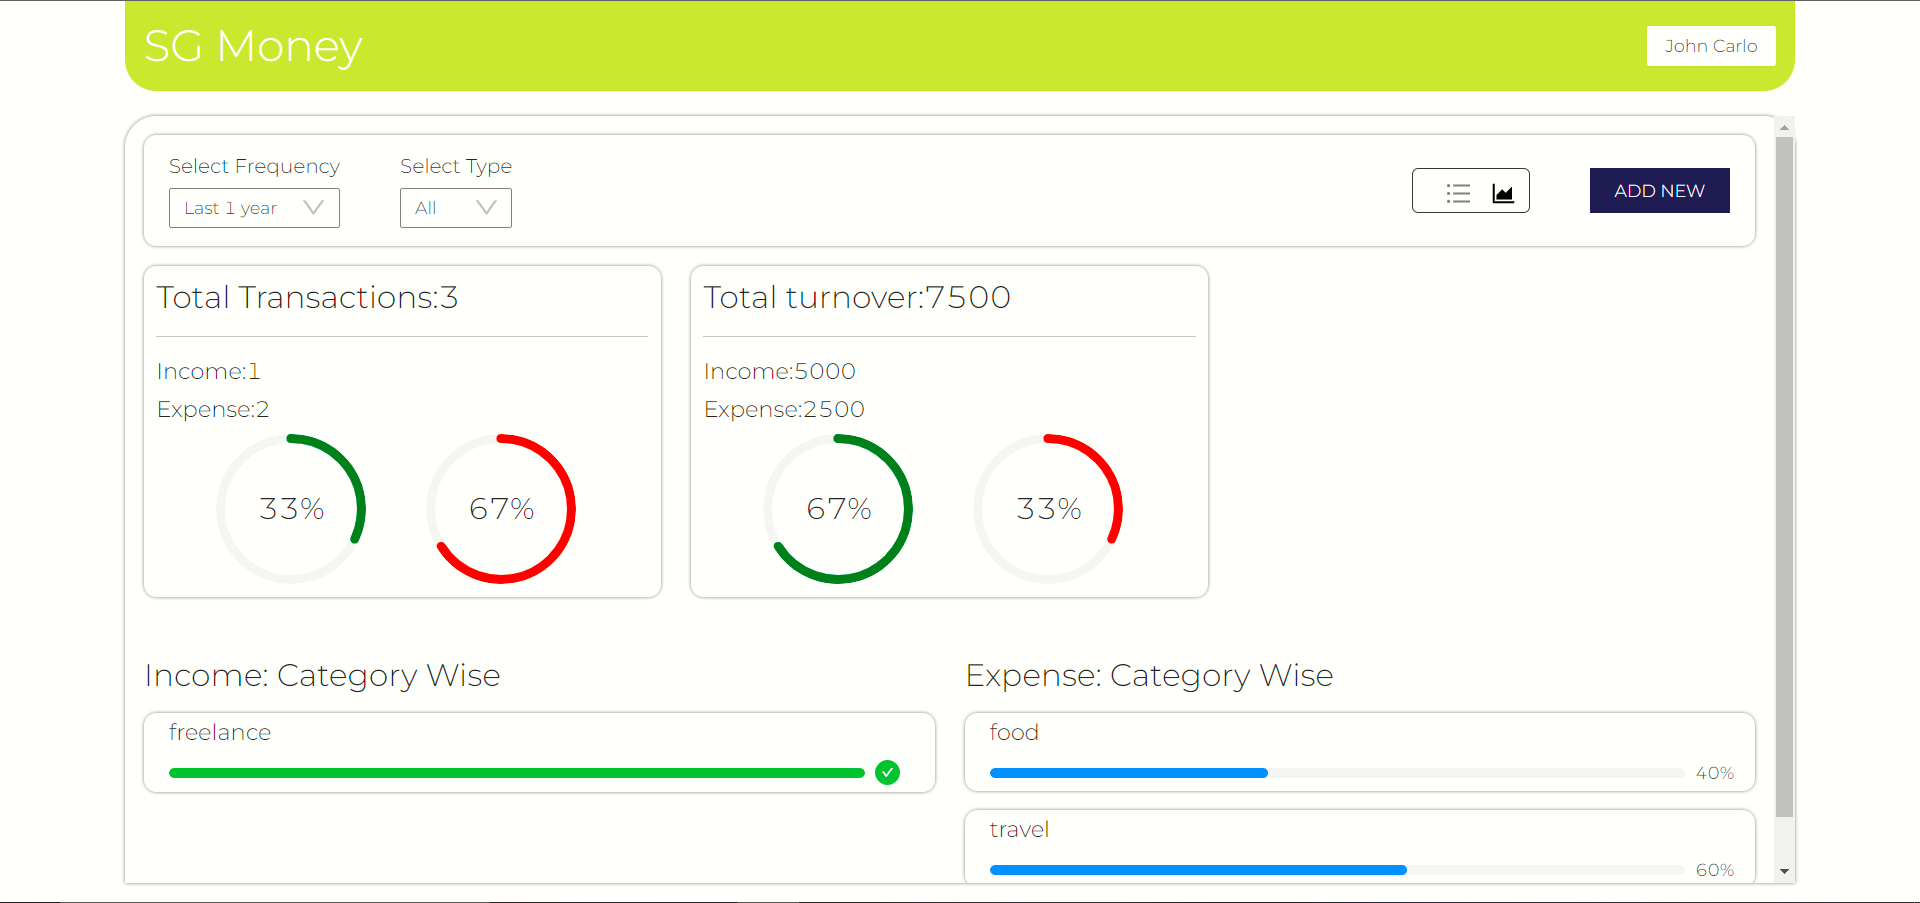 SG Money
John Carlo
Select Frequency
Select Type
Last 1 year
All
ADD NEW
Total Transactions:3
Income:1
Expense:2
33%
67%
Total turnover:7500
Income:5000
Expense:2500
67%
33%
Income: Category Wise
freelance
Expense: Category Wise
food
40%
travel
60%